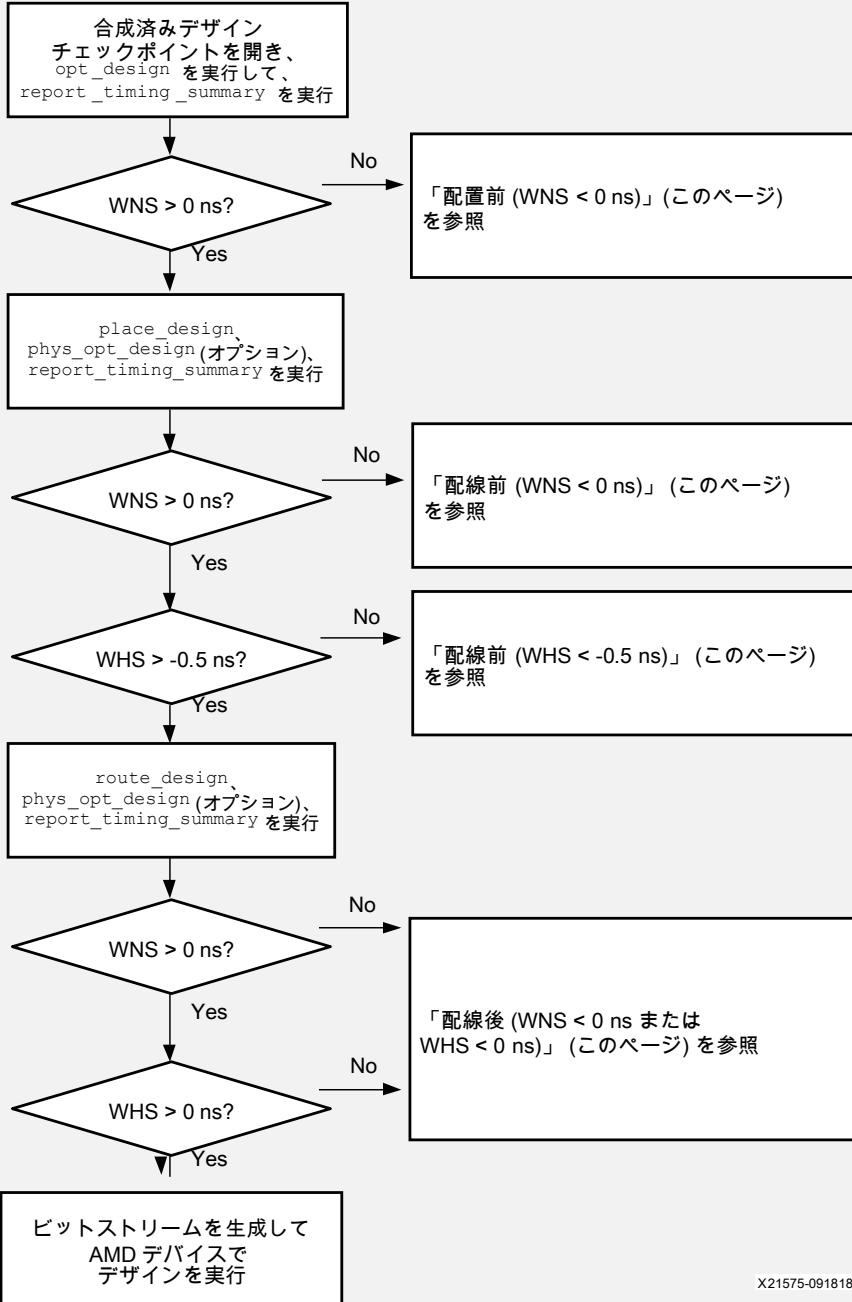 合成済みデザイン
チェックポイントを開き、
opt_design を実行して、
report_timing_summary を実行
WNS > 0 ns?
No
「配置前 (WNS < 0 ns)」(このページ)
を参照
Yes
place_design、
phys_opt_design (オプション)、
report_timing_summary を実行
WNS > 0 ns?
No
「配線前 (WNS < 0 ns)」 (このページ)
を参照
Yes
WHS > -0.5 ns?
No
「配線前 (WHS < -0.5 ns)」 (このページ)
を参照
Yes
route_design、
phys_opt_design (オプション)、
report_timing_summary を実行
WNS > 0 ns?
No
Yes
「配線後 (WNS < 0 ns または
WHS < 0 ns)」 (このページ) を参照
WHS > 0 ns?
No
Yes
ビットストリームを生成して
AMD デバイスで
デザインを実行
X21575-091818